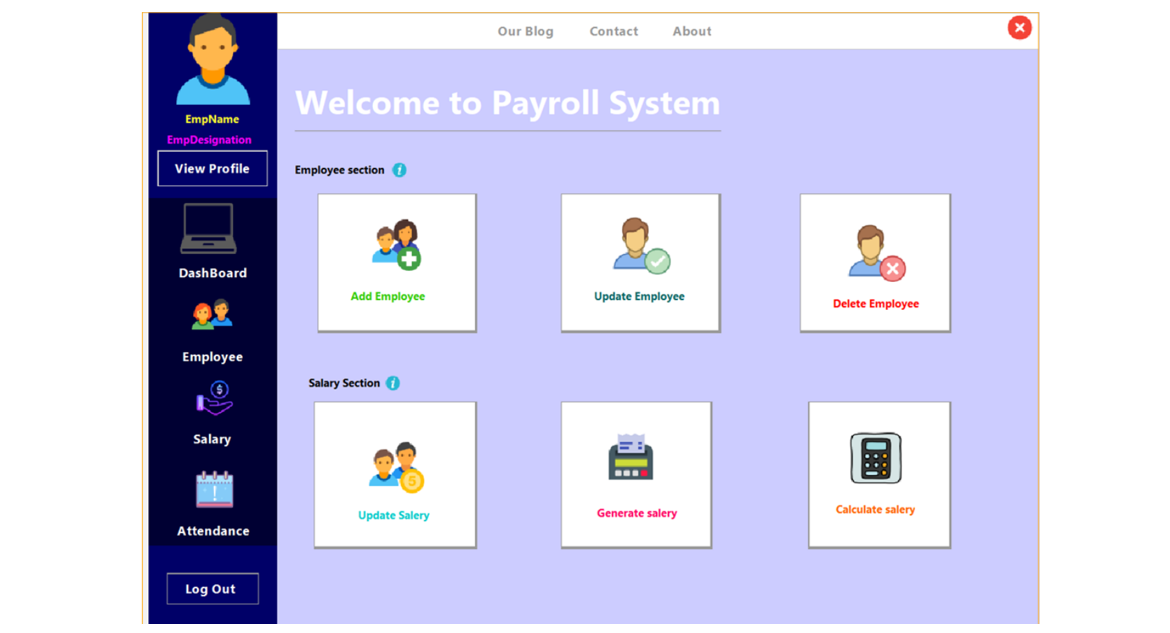 Our Blog Contact About
EmpName
EmpDesignation
View Profile
DashBoard
Employee
Salary
Attendance
Log Out
Welcome to Payroll System
Employee section i
Add Employee
Update Employee
Delete Employee
Salary Section i
Update Salery
Generate salery
Calculate salery